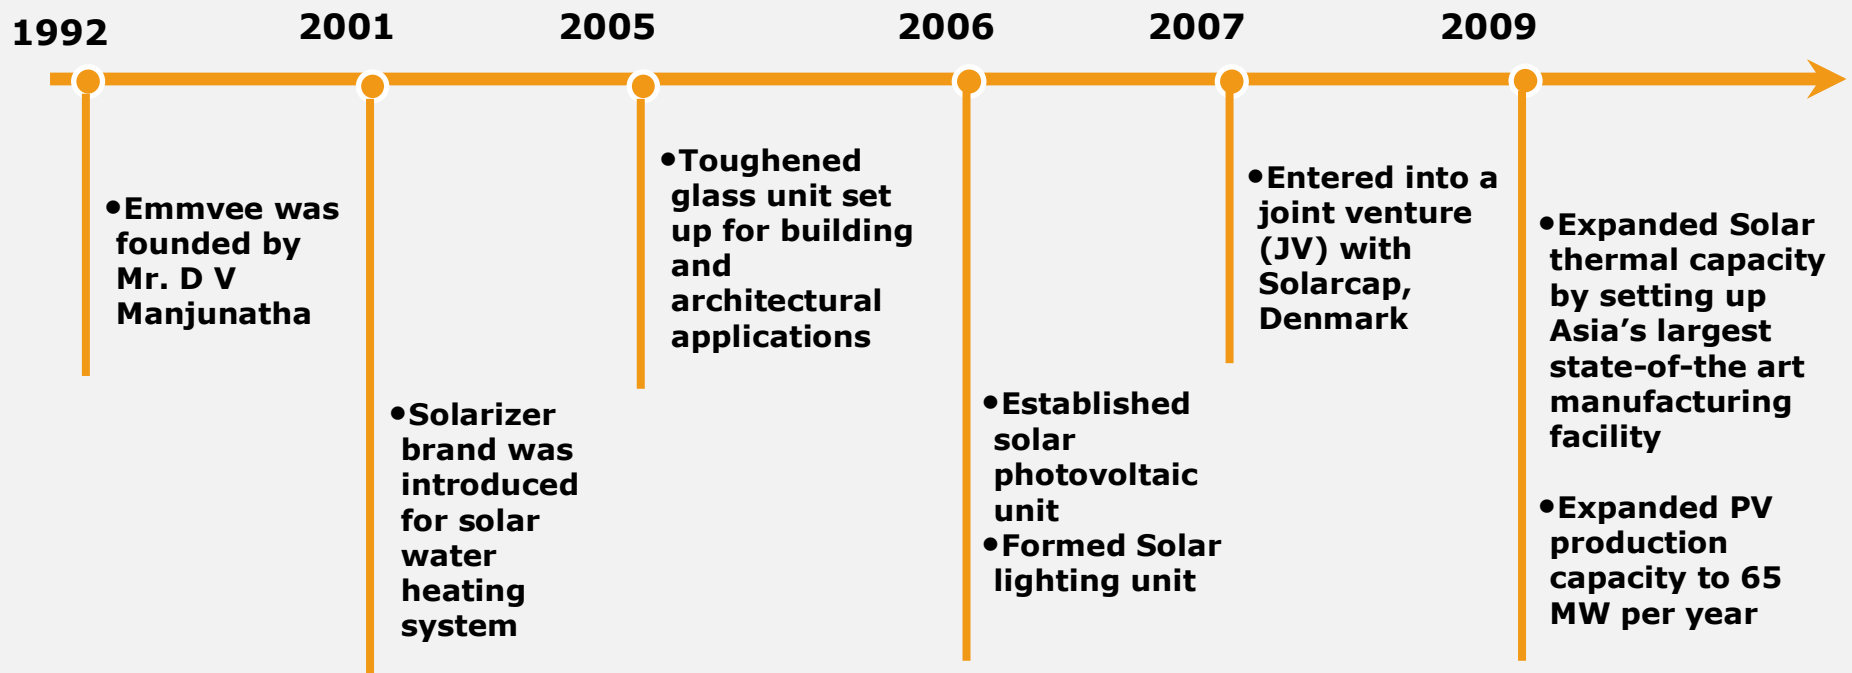 1992
2001
2005
2006
2007
2009
•Emmvee was
founded by
Mr. D V
Manjunatha
•Solarizer
brand was
introduced
for solar
water
heating
system
•Toughened
glass unit set
up for building
and
architectural
applications
•Established
solar
photovoltaic
unit
•Formed Solar
lighting unit
•Entered into a
joint venture
(JV) with
Solarcap,
Denmark
•Expanded Solar
thermal capacity
by setting up
Asia’s largest
state-of-the art
manufacturing
facility
•Expanded PV
production
capacity to 65
MW per year